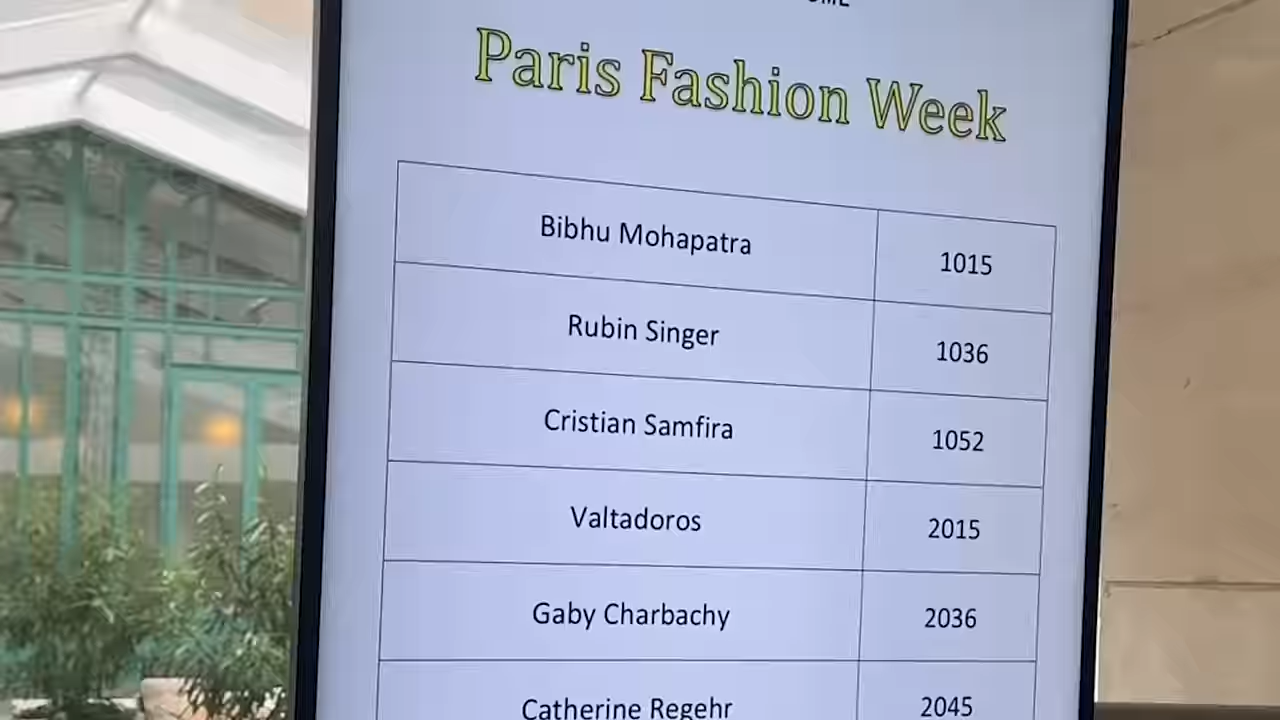 Paris Fashion Week
Bibhu Mohapatra 1015
Rubin Singer 1036
Cristian Samfira 1052
Valtadoros 2015
Gaby Charbachy 2036
Catherine Regehr 2045